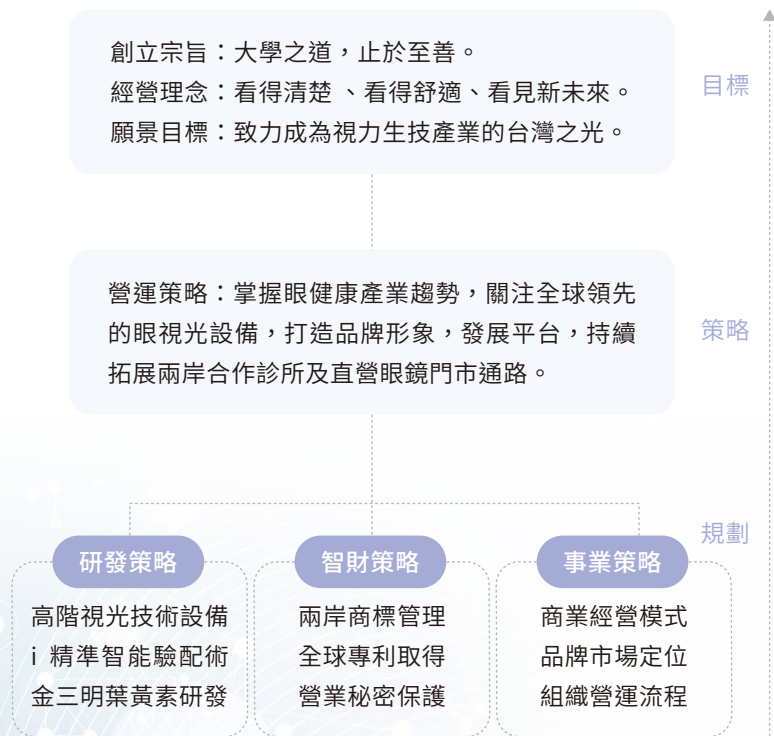 創立宗旨：大學之道，止於至善。
經營理念：看得清楚 、看得舒適、看見新未來。
願景目標：致力成為視力生技產業的台灣之光。
目標
營運策略：掌握眼健康產業趨勢，關注全球領先
的眼視光設備，打造品牌形象，發展平台，持續
拓展兩岸合作診所及直營眼鏡門市通路。
策略
規劃
研發策略
高階視光技術設備
i 精準智能驗配術
金三明葉黃素研發
智財策略
兩岸商標管理
全球專利取得
營業秘密保護
事業策略
商業經營模式
品牌市場定位
組織營運流程